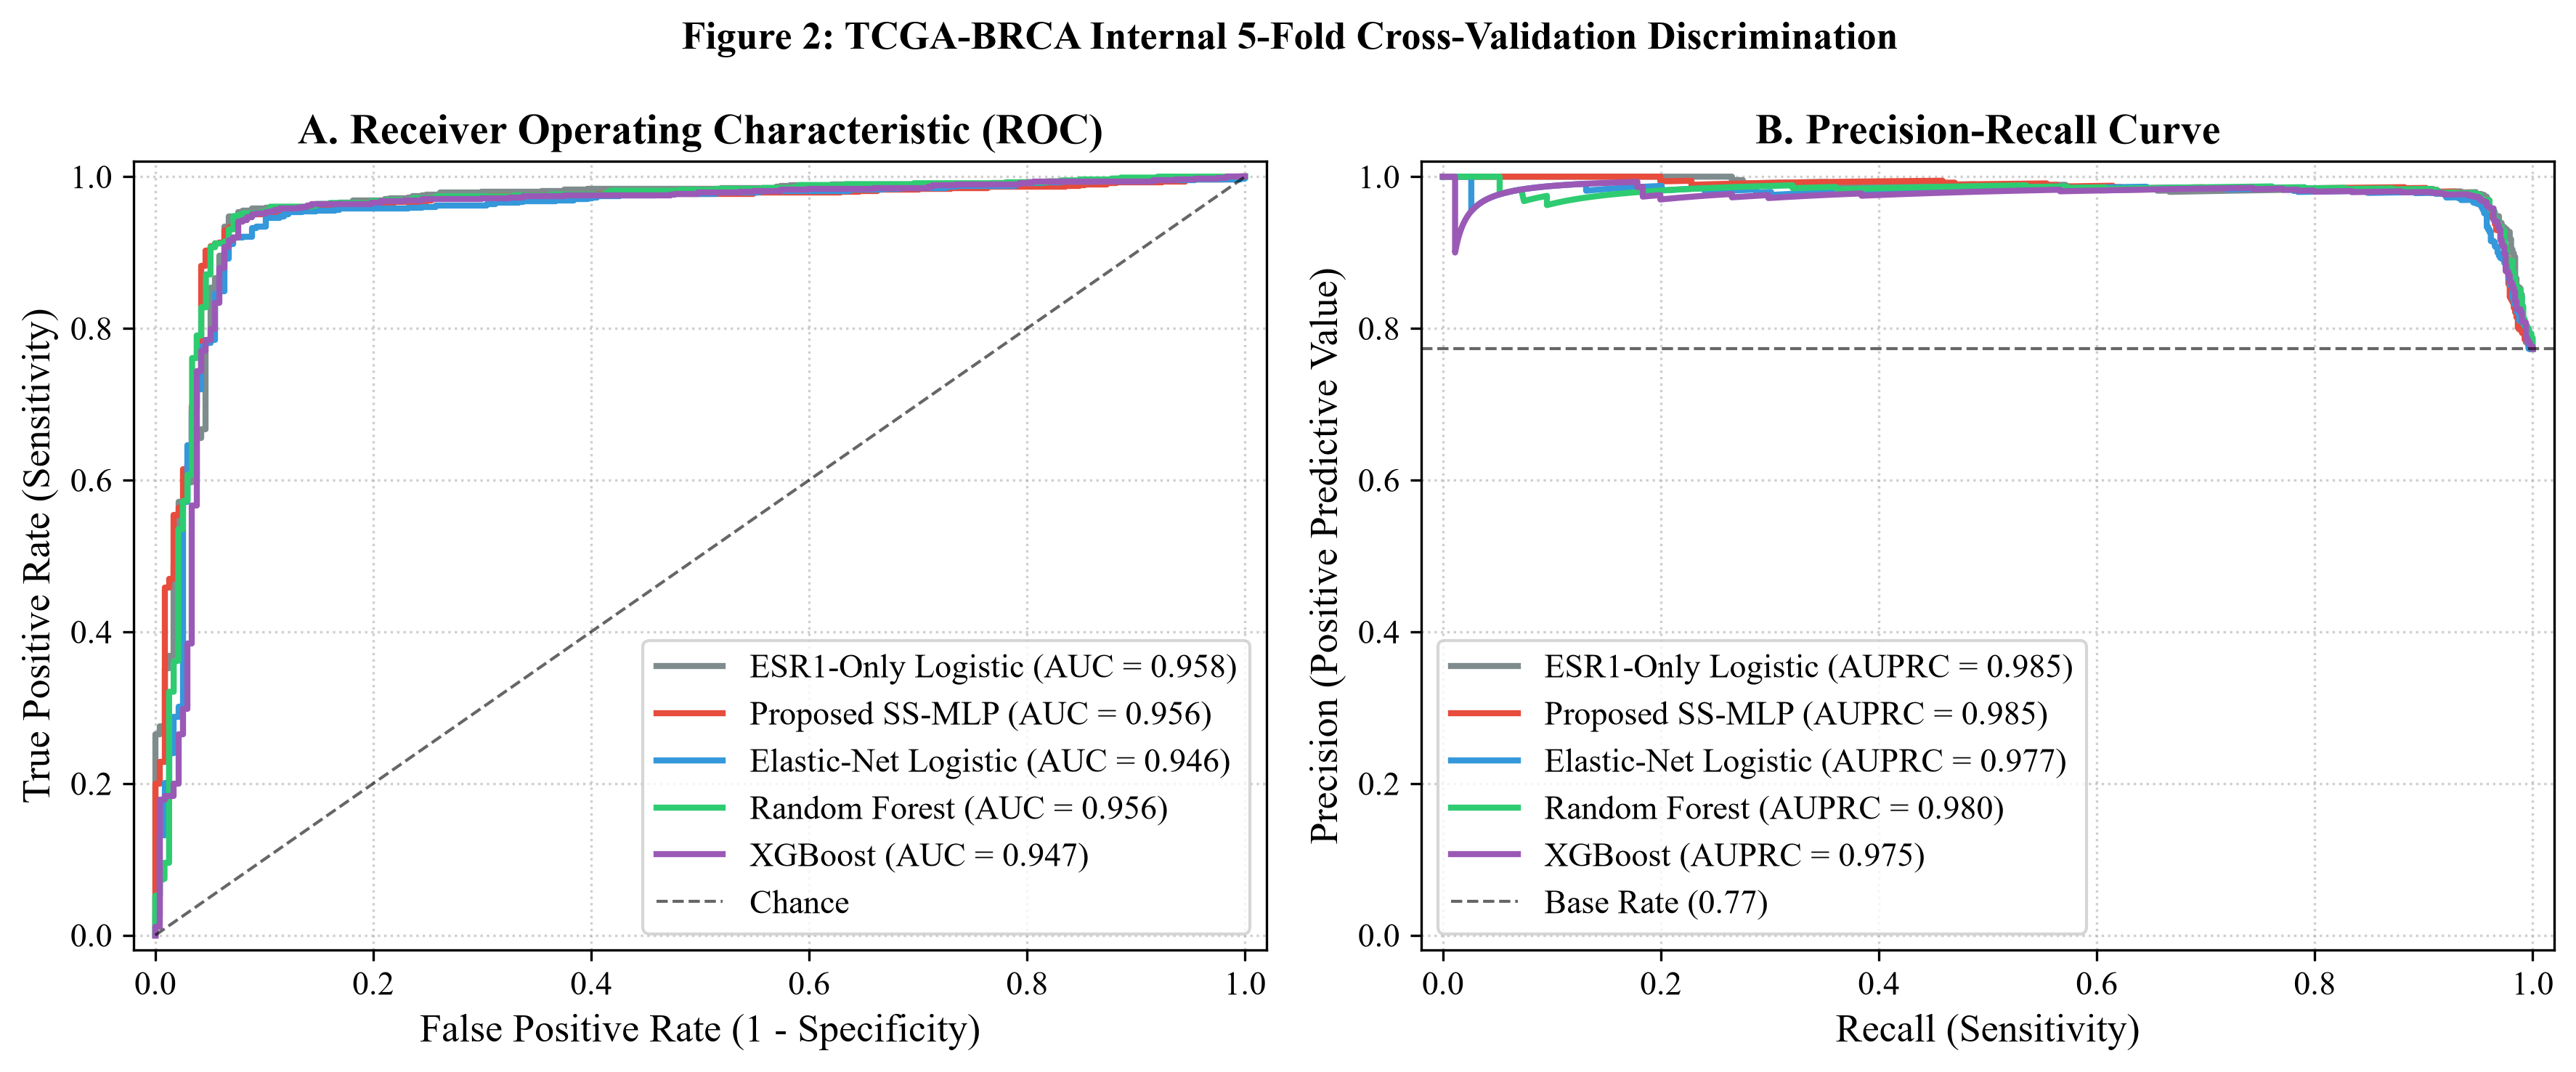 Figure 2: TCGA-BRCA Internal 5-Fold Cross-Validation Discrimination
A. Receiver Operating Characteristic (ROC)
True Positive Rate (Sensitivity)
1.0
0.8
0.6
0.4
0.2
0.0
ESR1-Only Logistic (AUC = 0.958)
Proposed SS-MLP (AUC = 0.956)
Elastic-Net Logistic (AUC = 0.946)
Random Forest (AUC = 0.956)
XGBoost (AUC = 0.947)
Chance
0.0 0.2 0.4 0.6 0.8 1.0
False Positive Rate (1 - Specificity)
B. Precision-Recall Curve
Precision (Positive Predictive Value)
1.0
0.8
0.6
0.4
0.2
0.0
ESR1-Only Logistic (AUPRC = 0.985)
Proposed SS-MLP (AUPRC = 0.985)
Elastic-Net Logistic (AUPRC = 0.977)
Random Forest (AUPRC = 0.980)
XGBoost (AUPRC = 0.975)
Base Rate (0.77)
0.0 0.2 0.4 0.6 0.8 1.0
Recall (Sensitivity)